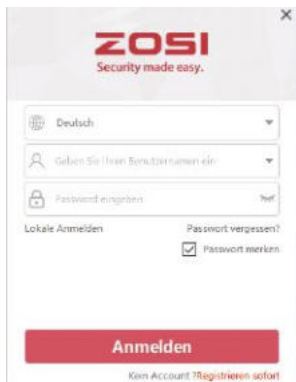 ZOSI
Security made easy.
Deutsch
Geben Sie Ihren Benutzernamen ein
Password eingeben
Lokale Anmelden
Passwort vergessen?
Passwort merken
Anmelden
Kein Account ?Registrieren sofort